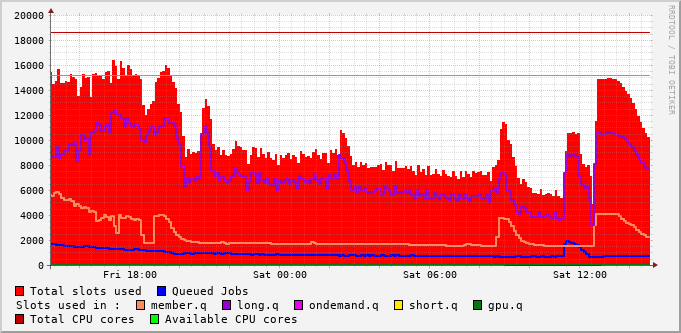 20000
18000
16000
14000
12000
10000
8000
6000
4000
2000
0
Fri 18:00 Sat 00:00 Sat 06:00 Sat 12:00
RRDTOOL / TOBI OETIKER
Total slots used Queued Jobs
Slots used in : member.q long.q ondemand.q short.q gpu.q
Total CPU cores Available CPU cores